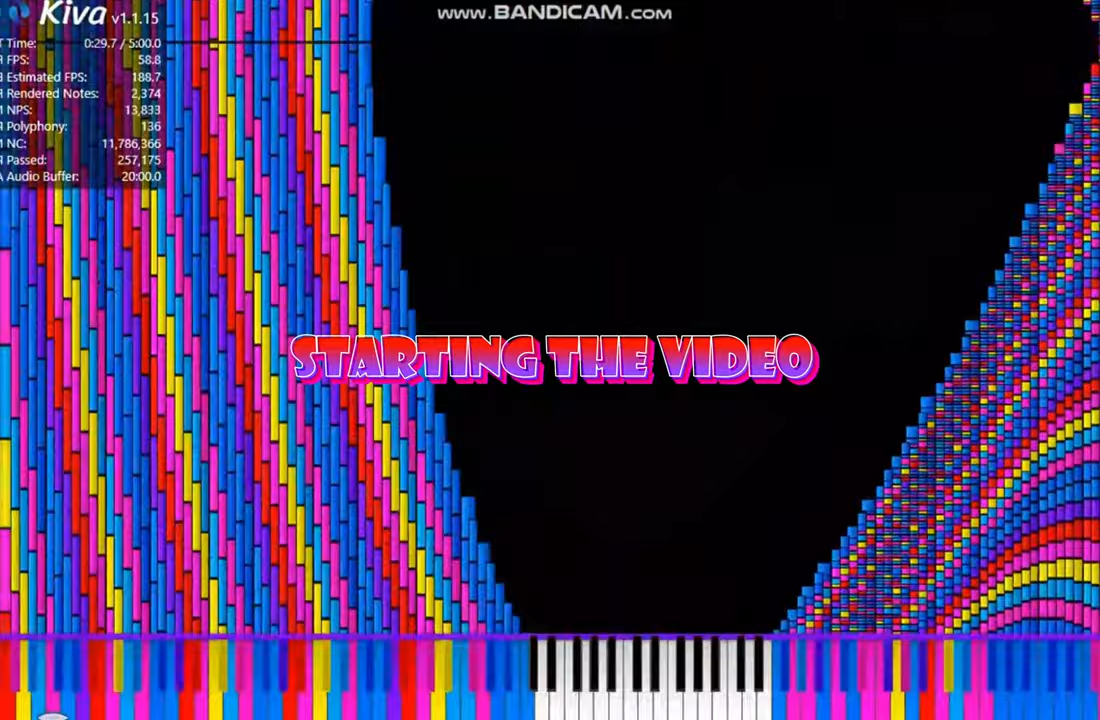 www.BANDICAM.com
Kiva v1.1.15
Time: 0:29.7 / 5:00.0
FPS: 58.8
Estimated FPS: 188.7
Rendered Notes: 2,374
NPS: 13,833
Polyphony: 136
NC: 11,786,366
Passed: 257,175
Audio Buffer: 20:00.0
STARTING THE VIDEO